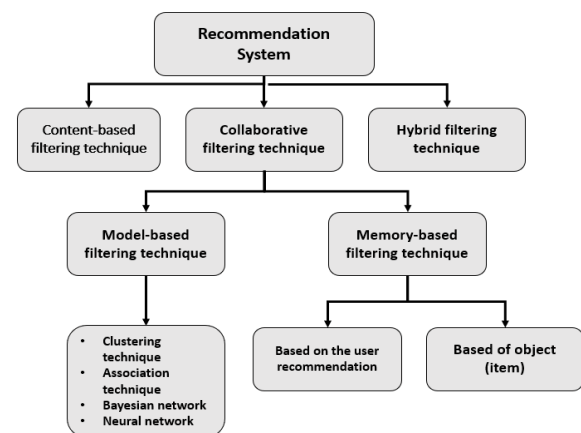 Recommendation
System
Content-based
filtering technique
Collaborative
filtering technique
Hybrid filtering
technique
Model-based
filtering technique
Memory-based
filtering technique
• Clustering
technique
• Association
technique
• Bayesian network
• Neural network
Based on the user
recommendation
Based of object
(item)